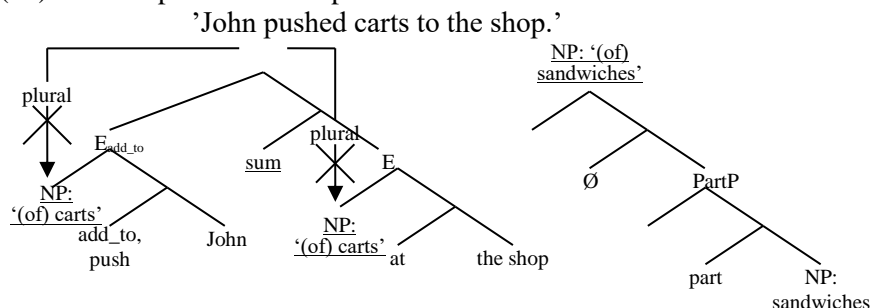 'John pushed carts to the shop.'
NP: '(of)
sandwiches'
plural
plural
E_add_to
sum
E
Ø
PartP
NP:
'(of) carts'
add_to,
push
John
NP:
'(of) carts'
at
the shop
part
NP:
sandwiches